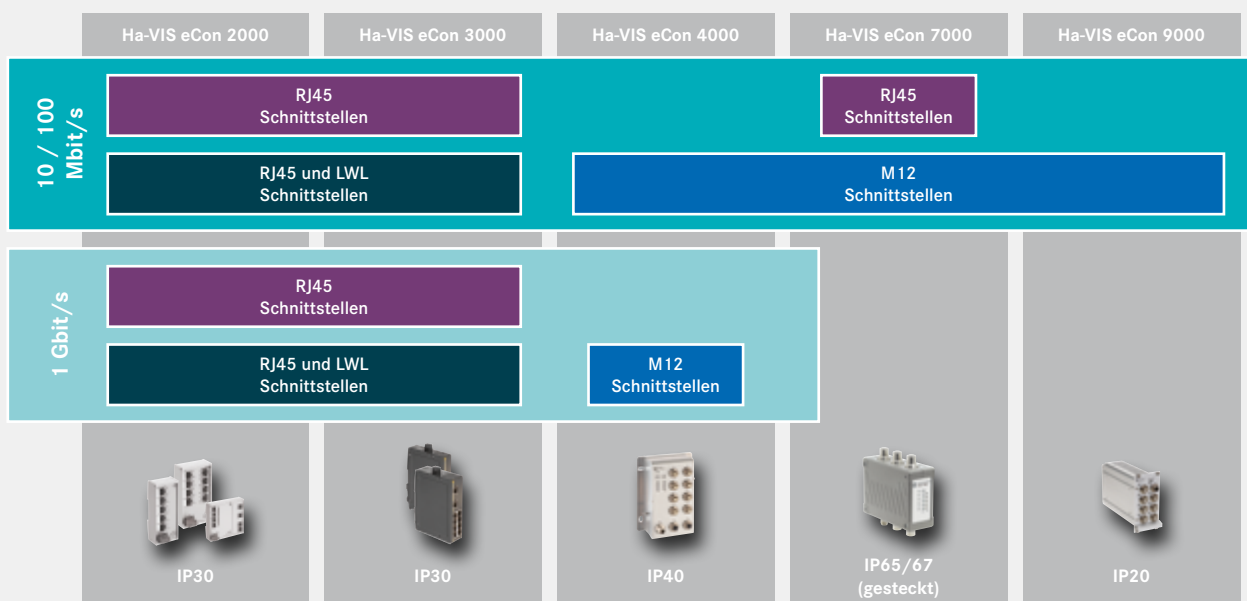 Ha-VIS eCon 2000
Ha-VIS eCon 3000
Ha-VIS eCon 4000
Ha-VIS eCon 7000
Ha-VIS eCon 9000
10 / 100
Mbit/s
RJ45
Schnittstellen
RJ45
Schnittstellen
RJ45 und LWL
Schnittstellen
M12
Schnittstellen
1 Gbit/s
RJ45
Schnittstellen
RJ45 und LWL
Schnittstellen
M12
Schnittstellen
IP30
IP30
IP40
IP65/67
(gesteckt)
IP20